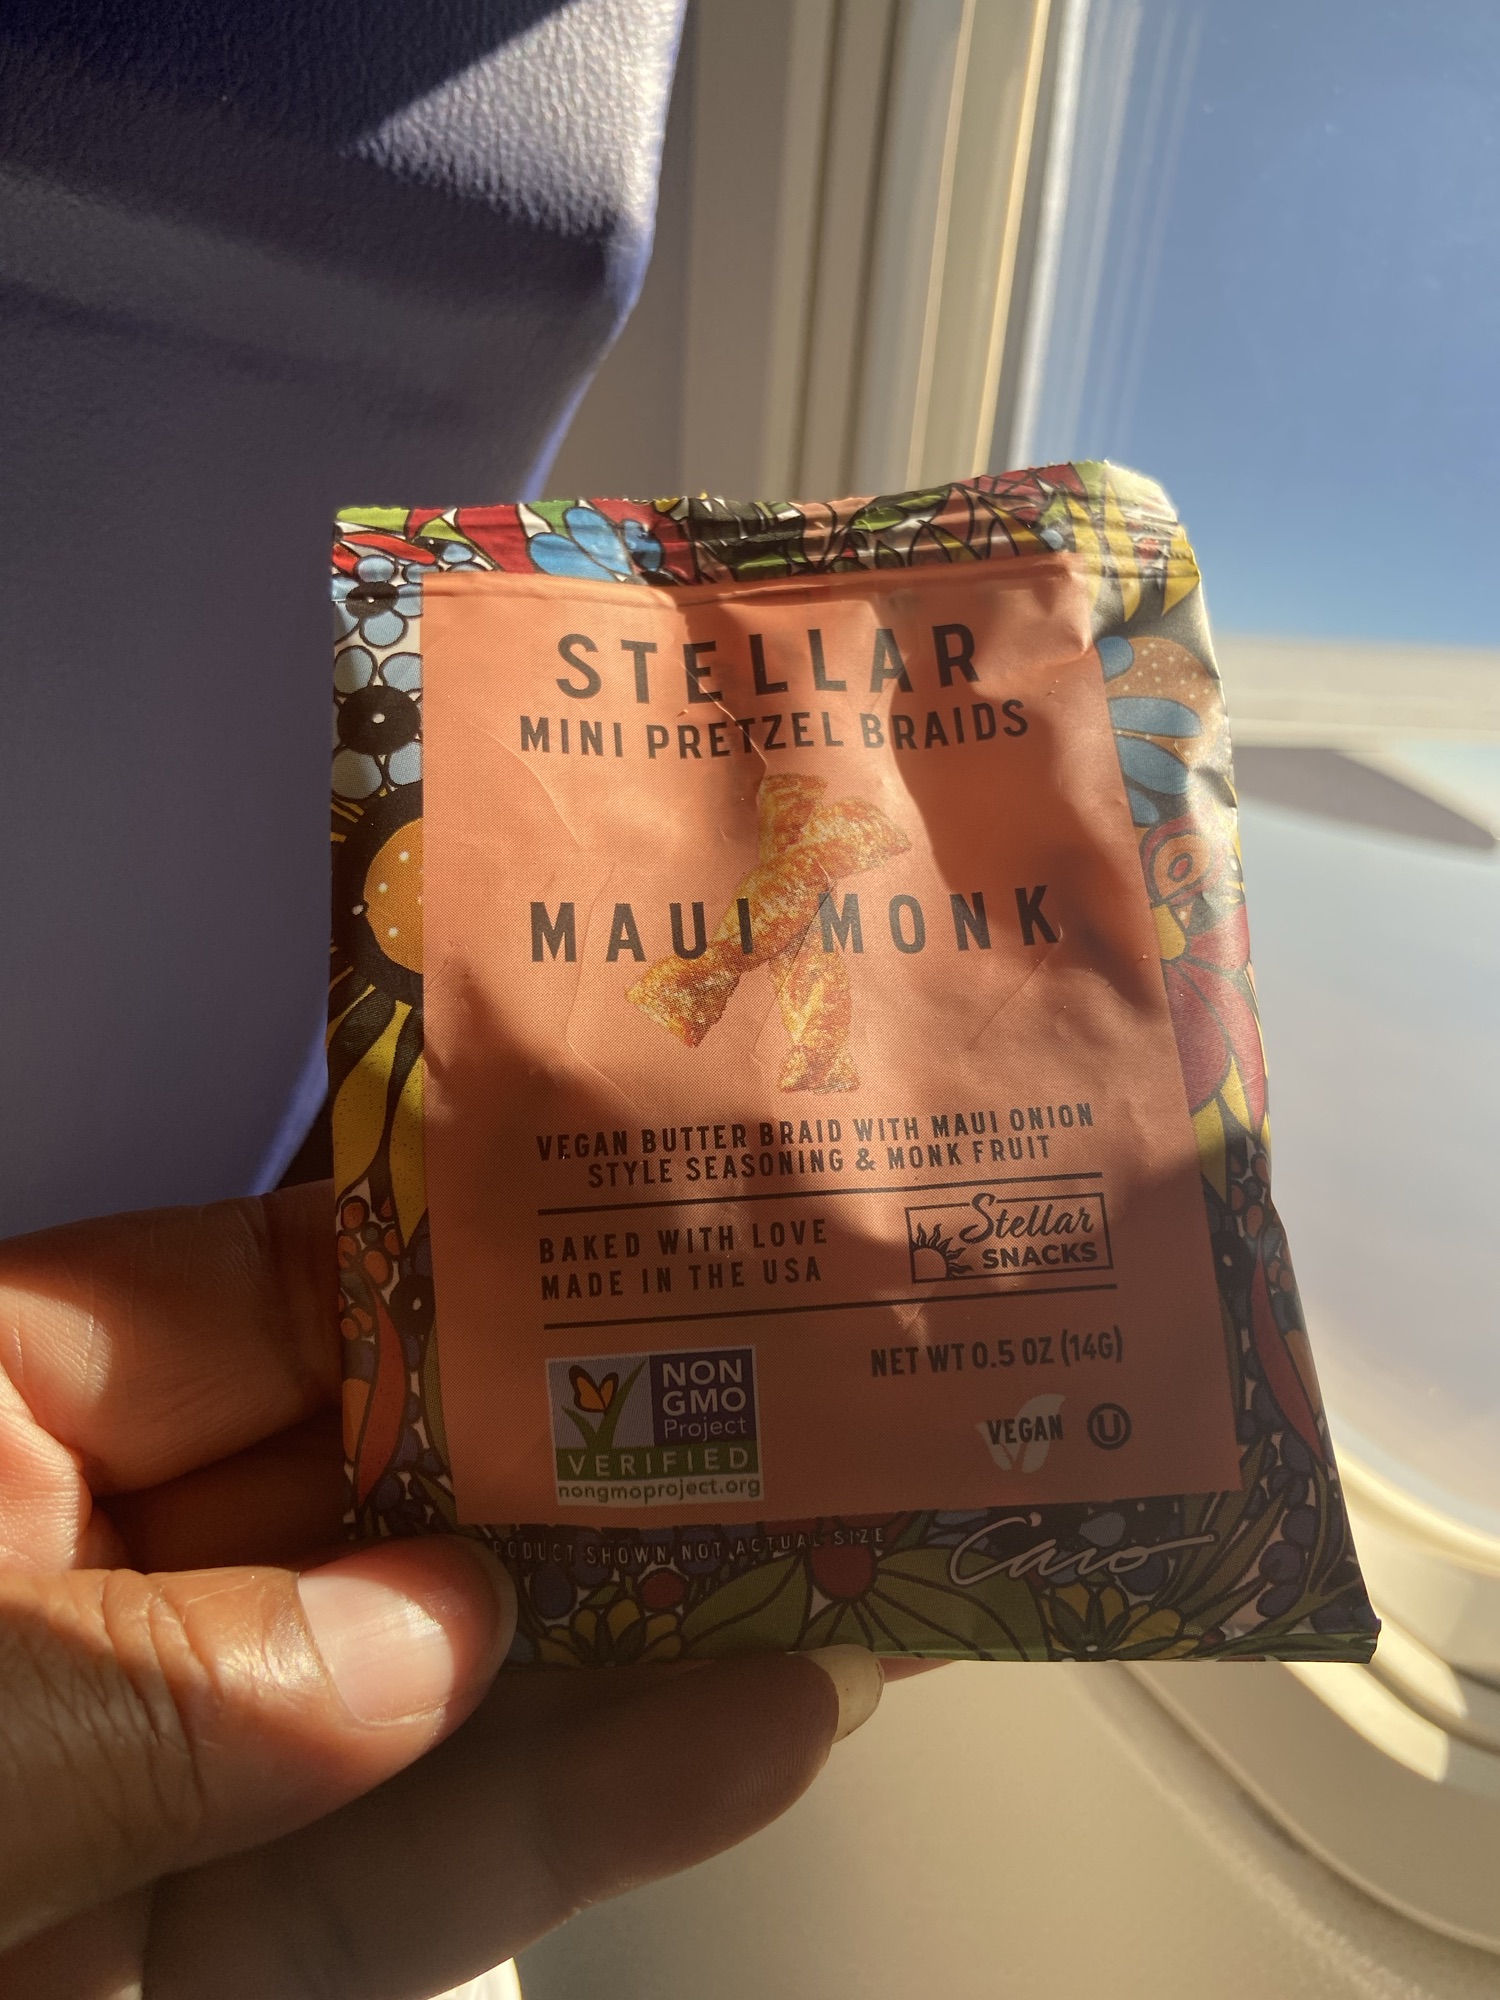 STELLAR
MINI PRETZEL BRAIDS
MAUI MONK
VEGAN BUTTER BRAID WITH MAUI ONION
STYLE SEASONING & MONK FRUIT
BAKED WITH LOVE
MADE IN THE USA
Stellar
SNACKS
NET WT 0.5 OZ (14G)
NON
GMO
Project
VERIFIED
nongmoproject.org
VEGAN U
PRODUCT SHOWN NOT ACTUAL SIZE
Caro